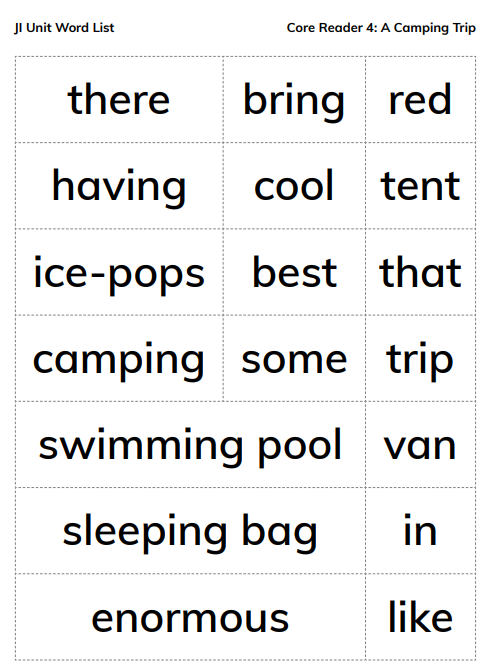 JI Unit Word List Core Reader 4: A Camping Trip
there bring red
having cool tent
ice-pops best that
camping some trip
swimming pool van
sleeping bag in
enormous like